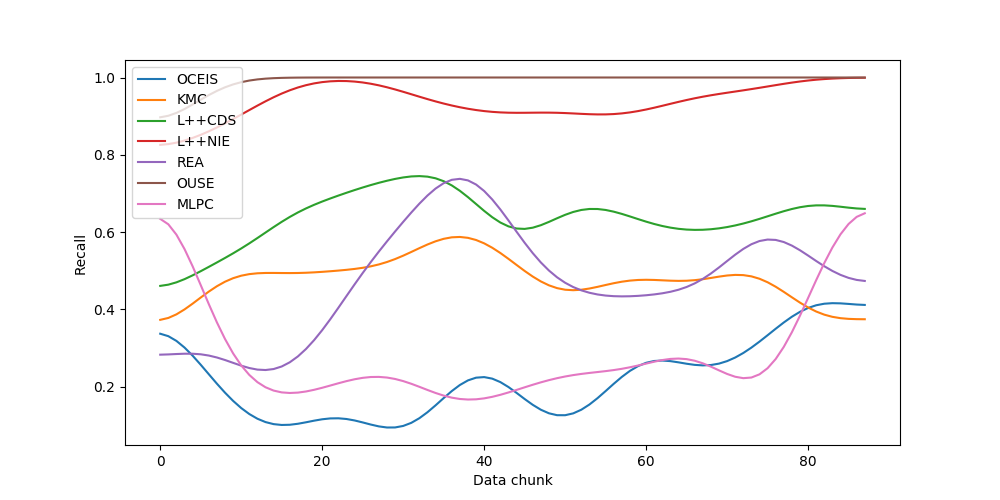 1.0
0.8
0.6
0.4
0.2
Recall
OCEIS
KMC
L++CDS
L++NIE
REA
OUSE
MLPC
0 20 40 60 80
Data chunk